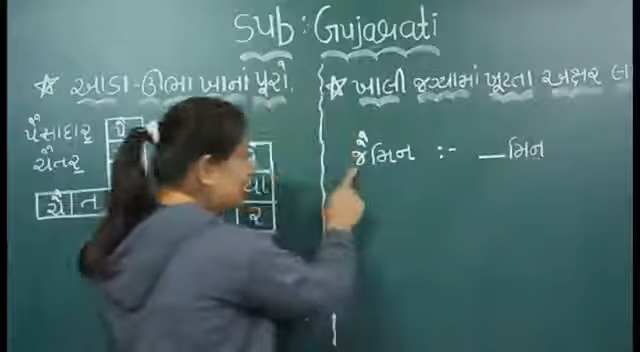 Sub : Gujarati
☆ આડા-ઊભા ખાનાં પૂરો.
☆ ખાલી જગ્યામાં ખૂટતા અક્ષર લ
પૈસાદાર પૈ
ચૈતર
ચૈ ત
યા
ર
જૈમિન :- __મિન